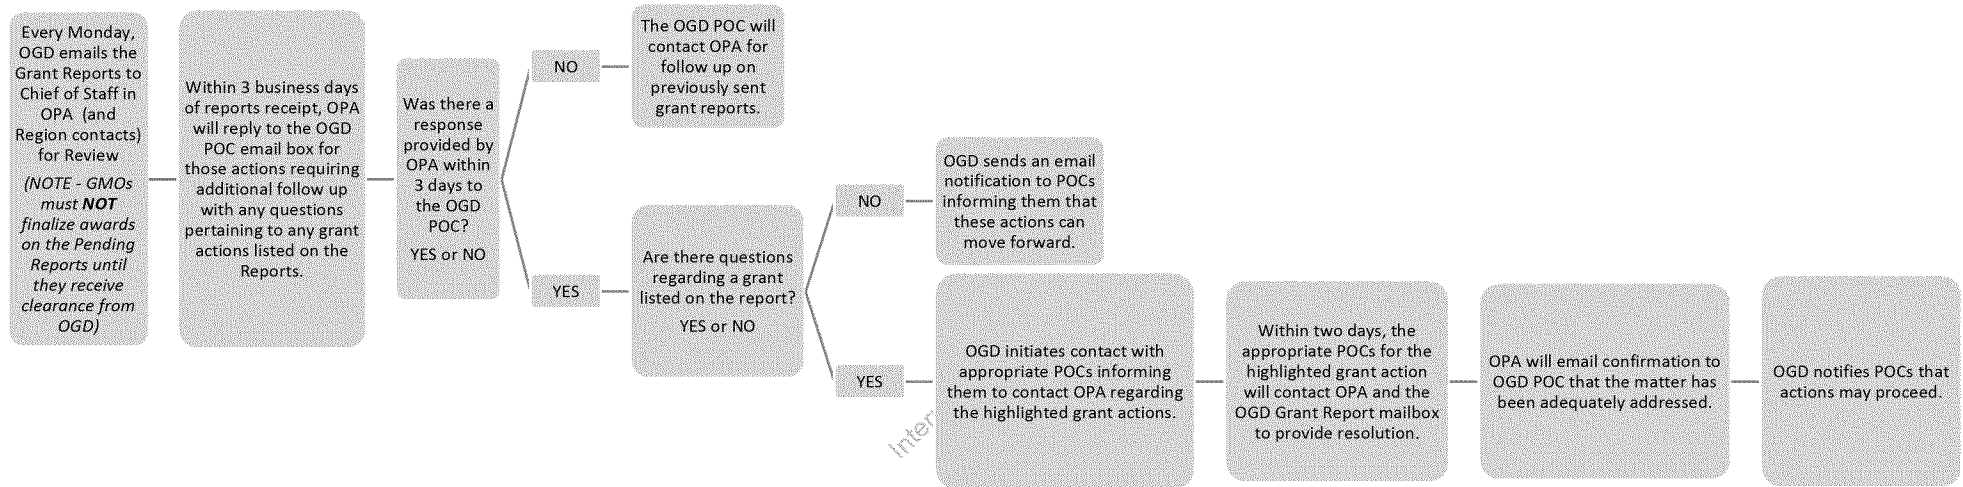 Every Monday,
OGD emails the
Grant Reports to
Chief of Staff in
OPA (and
Region contacts)
for Review
(NOTE - GMOs
must NOT
finalize awards
on the Pending
Reports until
they receive
clearance from
OGD)
Within 3 business days
of reports receipt, OPA
will reply to the OGD
POC email box for
those actions requiring
additional follow up
with any questions
pertaining to any grant
actions listed on the
Reports.
Was there a
response
provided by
OPA within
3 days to
the OGD
POC?
YES or NO
NO
The OGD POC will
contact OPA for
follow up on
previously sent
grant reports.
YES
Are there questions
regarding a grant
listed on the report?
YES or NO
NO
OGD sends an email
notification to POCs
informing them that
these actions can
move forward.
YES
OGD initiates contact with
appropriate POCs informing
them to contact OPA regarding
the highlighted grant actions.
Within two days, the
appropriate POCs for the
highlighted grant action
will contact OPA and the
OGD Grant Report mailbox
to provide resolution.
OPA will email confirmation to
OGD POC that the matter has
been adequately addressed.
OGD notifies POCs that
actions may proceed.